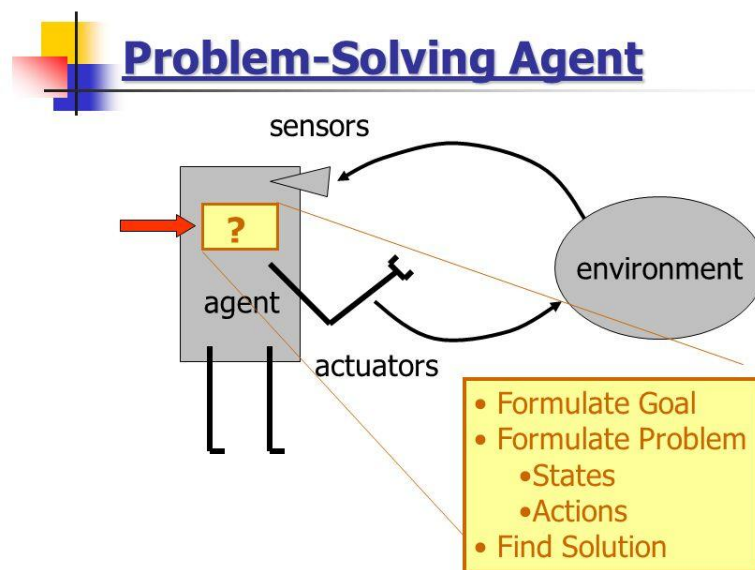 Problem-Solving Agent
sensors
?
environment
agent
actuators
• Formulate Goal
• Formulate Problem
•States
•Actions
• Find Solution